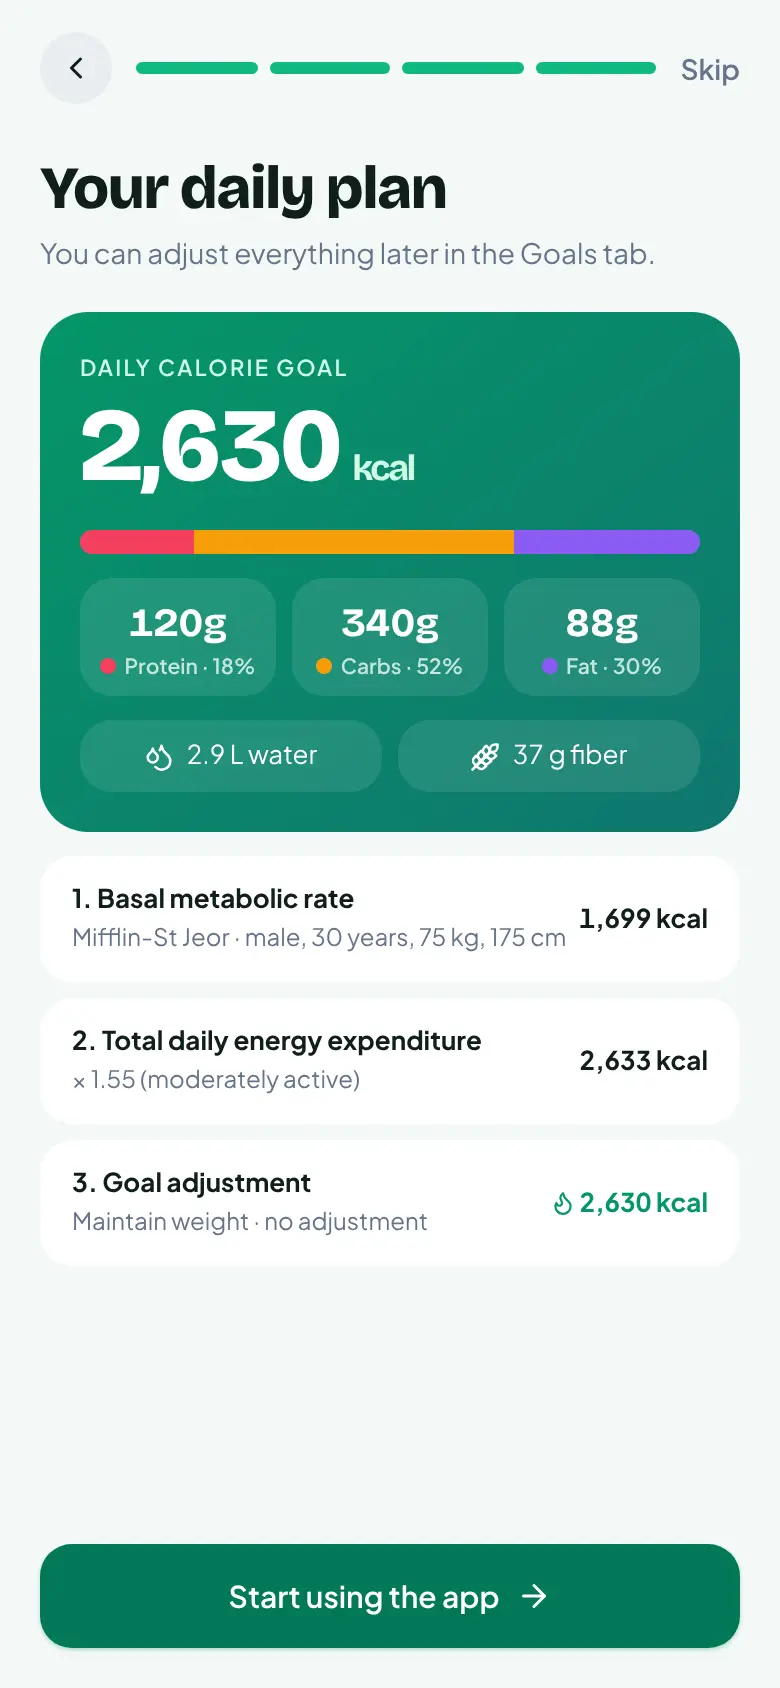 Skip
Your daily plan
You can adjust everything later in the Goals tab.
DAILY CALORIE GOAL
2,630 kcal
120g
Protein · 18%
340g
Carbs · 52%
88g
Fat · 30%
2.9 L water
37 g fiber
1. Basal metabolic rate
Mifflin-St Jeor · male, 30 years, 75 kg, 175 cm
1,699 kcal
2. Total daily energy expenditure
× 1.55 (moderately active)
2,633 kcal
3. Goal adjustment
Maintain weight · no adjustment
2,630 kcal
Start using the app